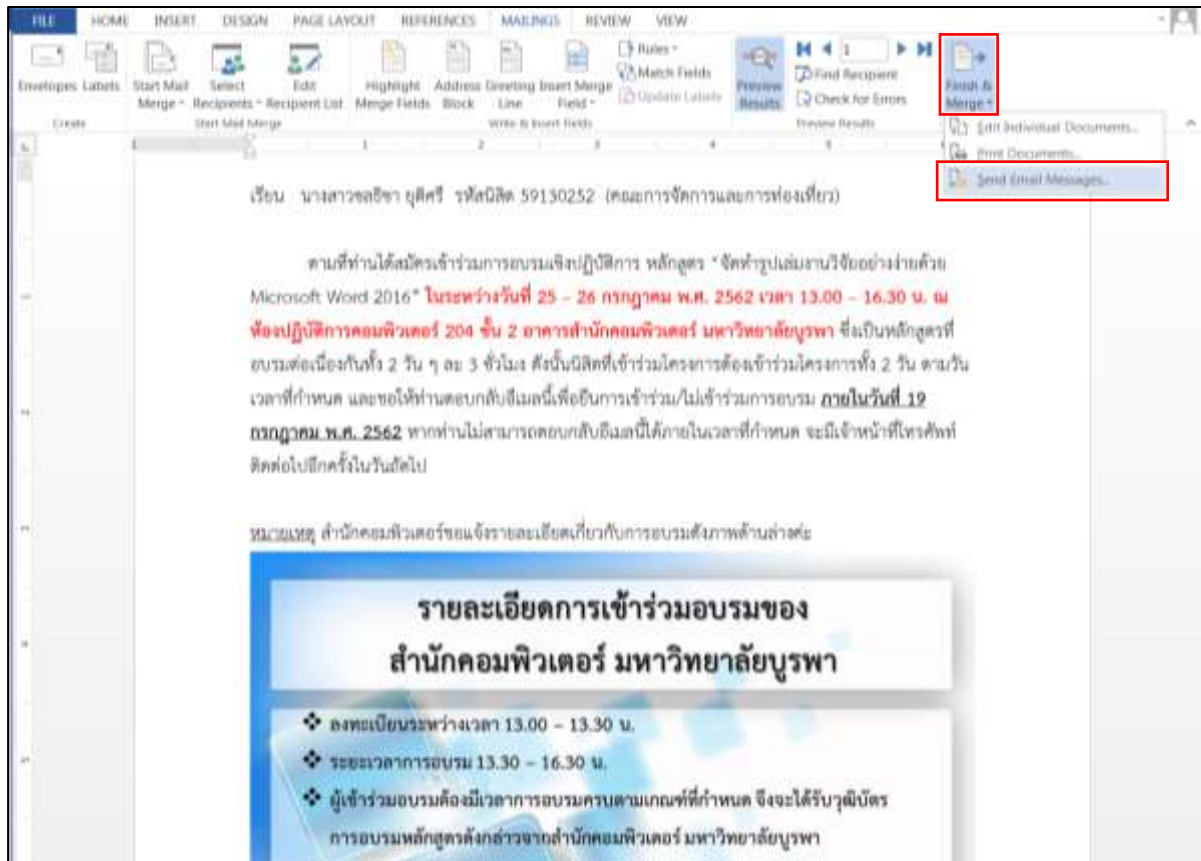 FILE HOME INSERT DESIGN PAGE LAYOUT REFERENCES MAILINGS REVIEW VIEW
Envelopes Labels Start Mail Merge Select Recipients Edit Recipient List Highlight Merge Fields Address Block Greeting Line Insert Merge Field Rules Match Fields Update Labels Preview Results 1 Find Recipient Check for Errors Finish & Merge
Create Start Mail Merge Write & Insert Fields Preview Results
Edit Individual Documents...
Print Documents...
Send Email Messages...
เรียน นางสาวชลธิชา ยุติศรี รหัสนิสิต 59130252 (คณะการจัดการและการท่องเที่ยว)
ตามที่ท่านได้สมัครเข้าร่วมการอบรมเชิงปฏิบัติการ หลักสูตร "จัดทำรูปเล่มงานวิจัยอย่างง่ายด้วย
Microsoft Word 2016" ในระหว่างวันที่ 25 – 26 กรกฎาคม พ.ศ. 2562 เวลา 13.00 – 16.30 น. ณ
ห้องปฏิบัติการคอมพิวเตอร์ 204 ชั้น 2 อาคารสำนักคอมพิวเตอร์ มหาวิทยาลัยบูรพา ซึ่งเป็นหลักสูตรที่
อบรมต่อเนื่องกันทั้ง 2 วัน ๆ ละ 3 ชั่วโมง ดังนั้นนิสิตที่เข้าร่วมโครงการต้องเข้าร่วมโครงการทั้ง 2 วัน ตามวัน
เวลาที่กำหนด และขอให้ท่านตอบกลับอีเมลนี้เพื่อยืนการเข้าร่วม/ไม่เข้าร่วมการอบรม ภายในวันที่ 19
กรกฎาคม พ.ศ. 2562 หากท่านไม่สามารถตอบกลับอีเมลนี้ได้ภายในเวลาที่กำหนด จะมีเจ้าหน้าที่โทรศัพท์
ติดต่อไปอีกครั้งในวันถัดไป
หมายเหตุ สำนักคอมพิวเตอร์ขอแจ้งรายละเอียดเกี่ยวกับการอบรมดังภาพด้านล่างค่ะ
รายละเอียดการเข้าร่วมอบรมของ
สำนักคอมพิวเตอร์ มหาวิทยาลัยบูรพา
❖ ลงทะเบียนระหว่างเวลา 13.00 – 13.30 น.
❖ ระยะเวลาการอบรม 13.30 – 16.30 น.
❖ ผู้เข้าร่วมอบรมต้องมีเวลาการอบรมครบตามเกณฑ์ที่กำหนด จึงจะได้รับวุฒิบัตร
การอบรมหลักสูตรดังกล่าวจากสำนักคอมพิวเตอร์ มหาวิทยาลัยบูรพา